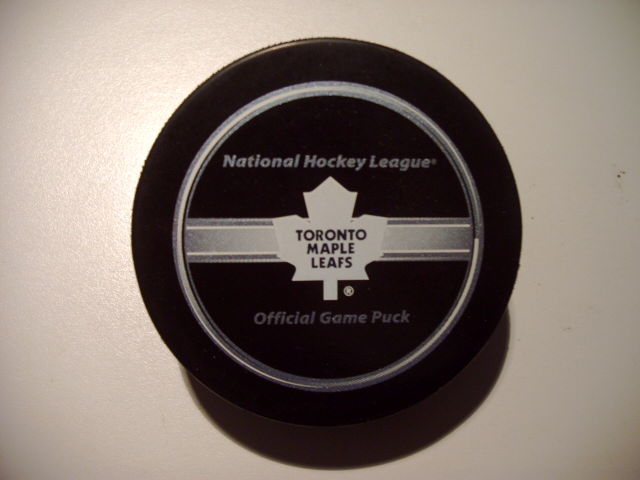 National Hockey League®
TORONTO
MAPLE
LEAFS
®
Official Game Puck